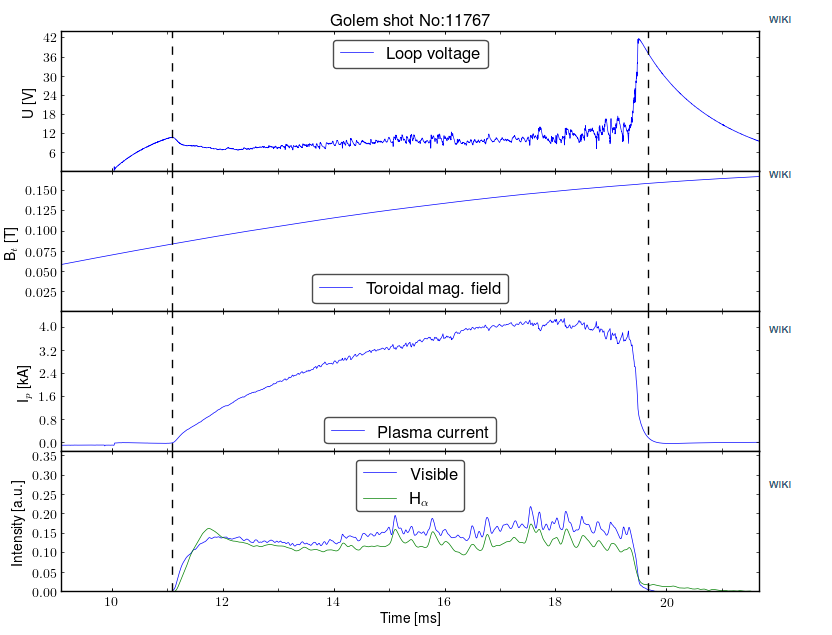 Golem shot No:11767
WIKI
42
36
30
24
18
12
6
U [V]
Loop voltage
WIKI
0.150
0.125
0.100
0.075
0.050
0.025
B_t [T]
Toroidal mag. field
WIKI
4.0
3.2
2.4
1.6
0.8
0.0
I_p [kA]
Plasma current
WIKI
0.35
0.30
0.25
0.20
0.15
0.10
0.05
0.00
Intensity [a.u.]
Visible
H_α
10 12 14 16 18 20
Time [ms]